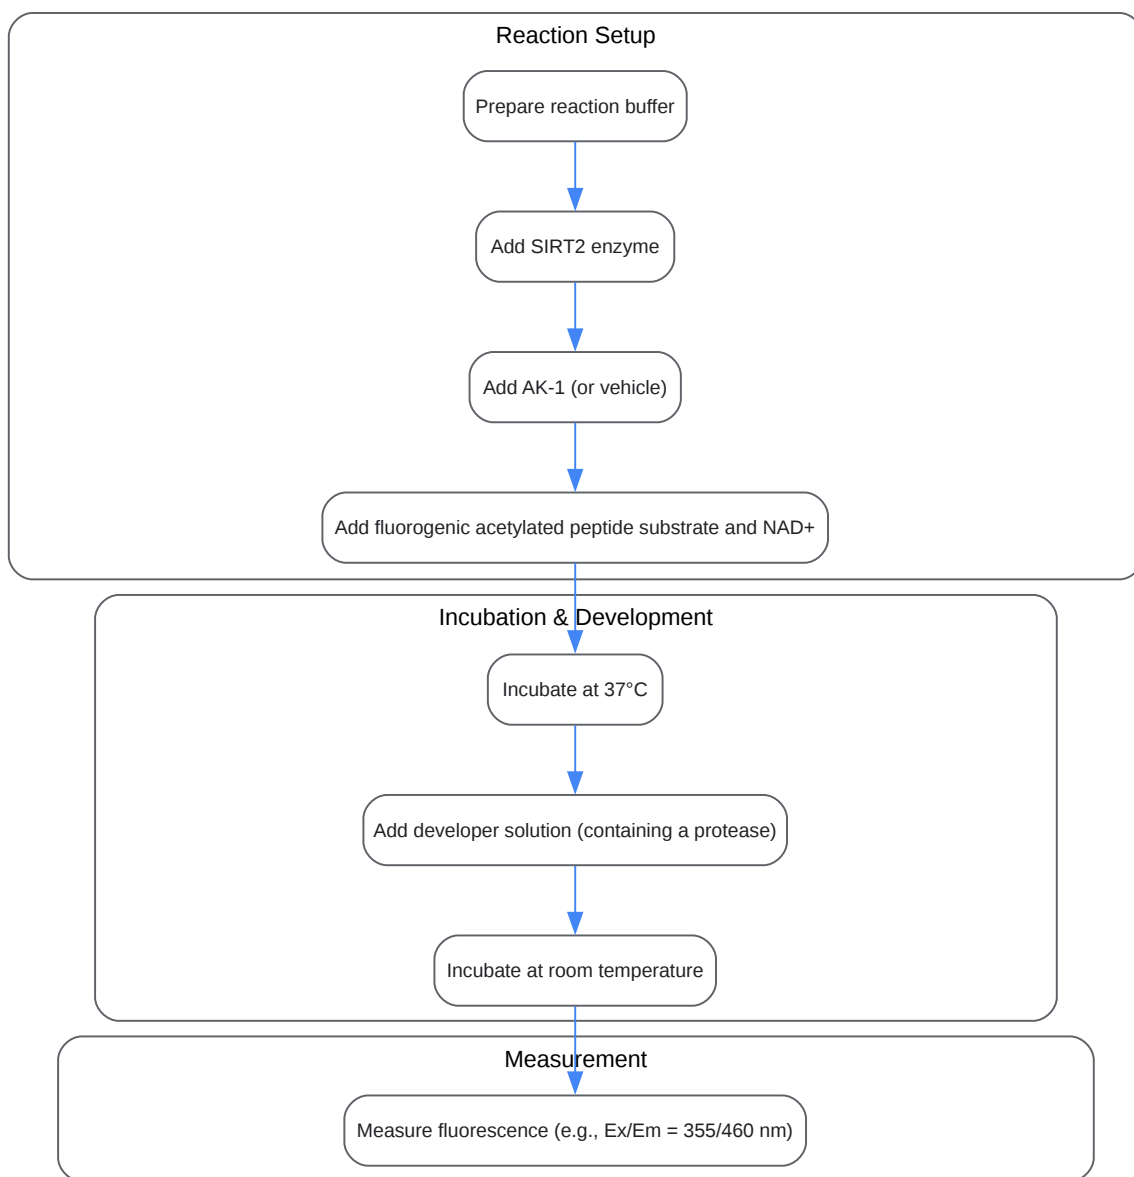 Reaction Setup
Prepare reaction buffer
Add SIRT2 enzyme
Add AK-1 (or vehicle)
Add fluorogenic acetylated peptide substrate and NAD+
Incubation & Development
Incubate at 37°C
Add developer solution (containing a protease)
Incubate at room temperature
Measurement
Measure fluorescence (e.g., Ex/Em = 355/460 nm)